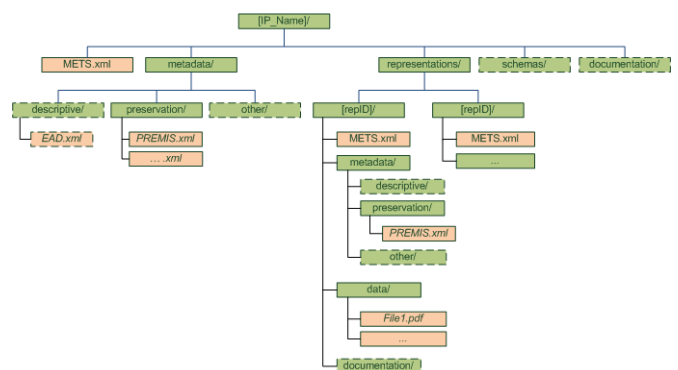 [IP_Name]/
METS.xml
metadata/
representations/
schemas/
documentation/
descriptive/
preservation/
other/
[repID]/
[repID]/
EAD.xml
PREMIS.xml
... .xml
METS.xml
METS.xml
metadata/
...
descriptive/
preservation/
PREMIS.xml
other/
data/
File1.pdf
...
documentation/